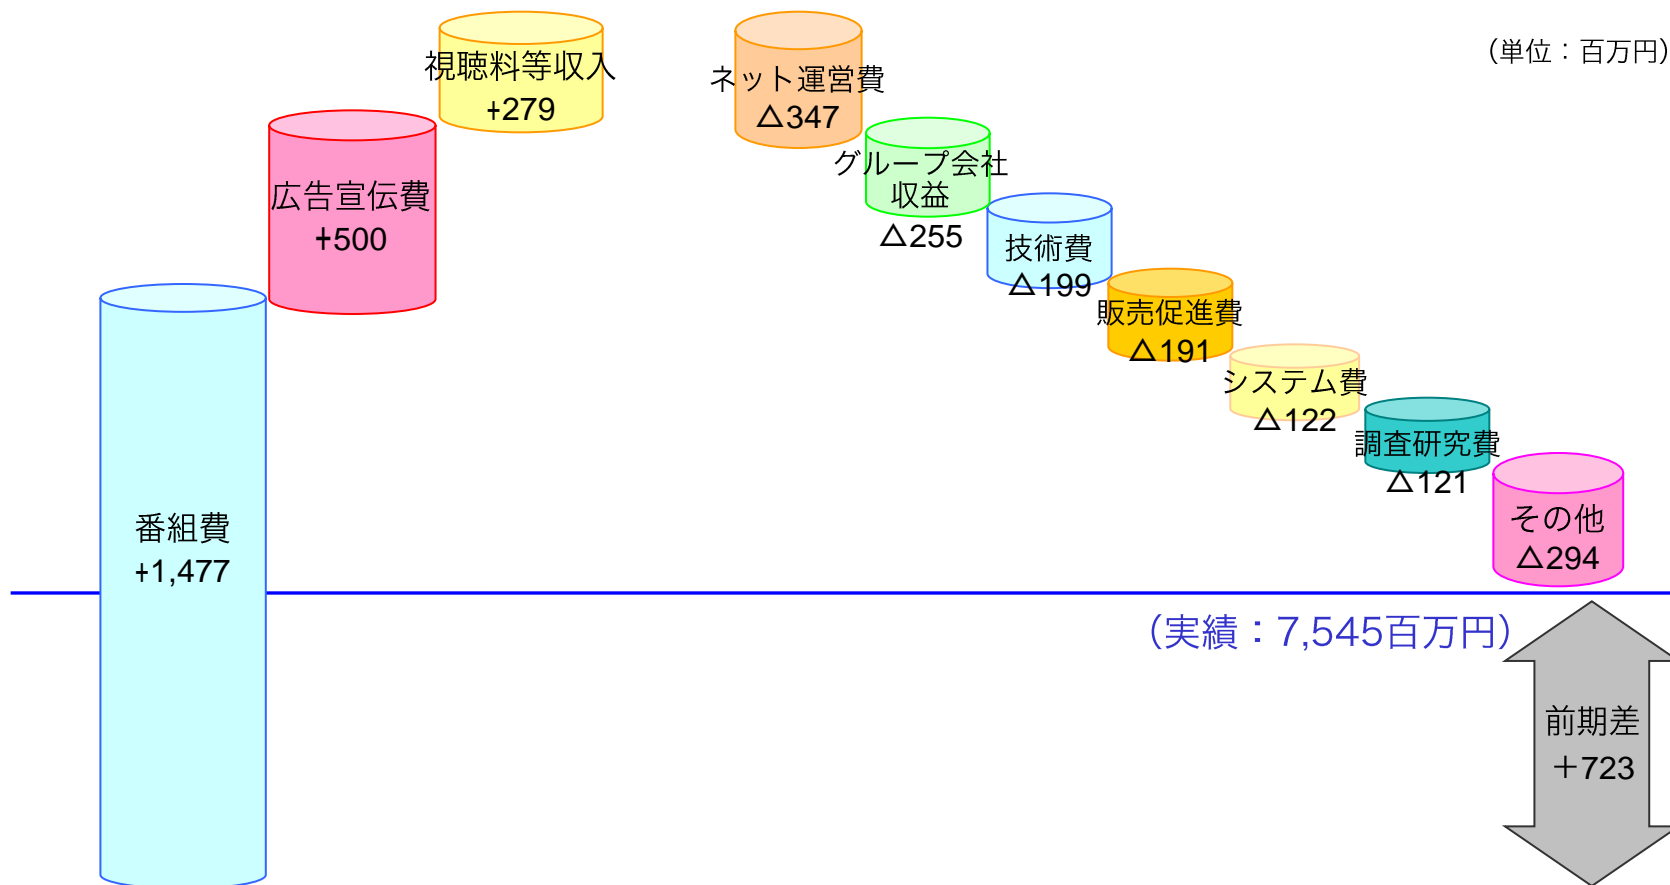 （単位：百万円）
視聴料等収入
+279
広告宣伝費
+500
番組費
+1,477
ネット運営費
△347
グループ会社
収益
△255
技術費
△199
販売促進費
△191
システム費
△122
調査研究費
△121
その他
△294
（実績：7,545百万円）
前期差
＋723